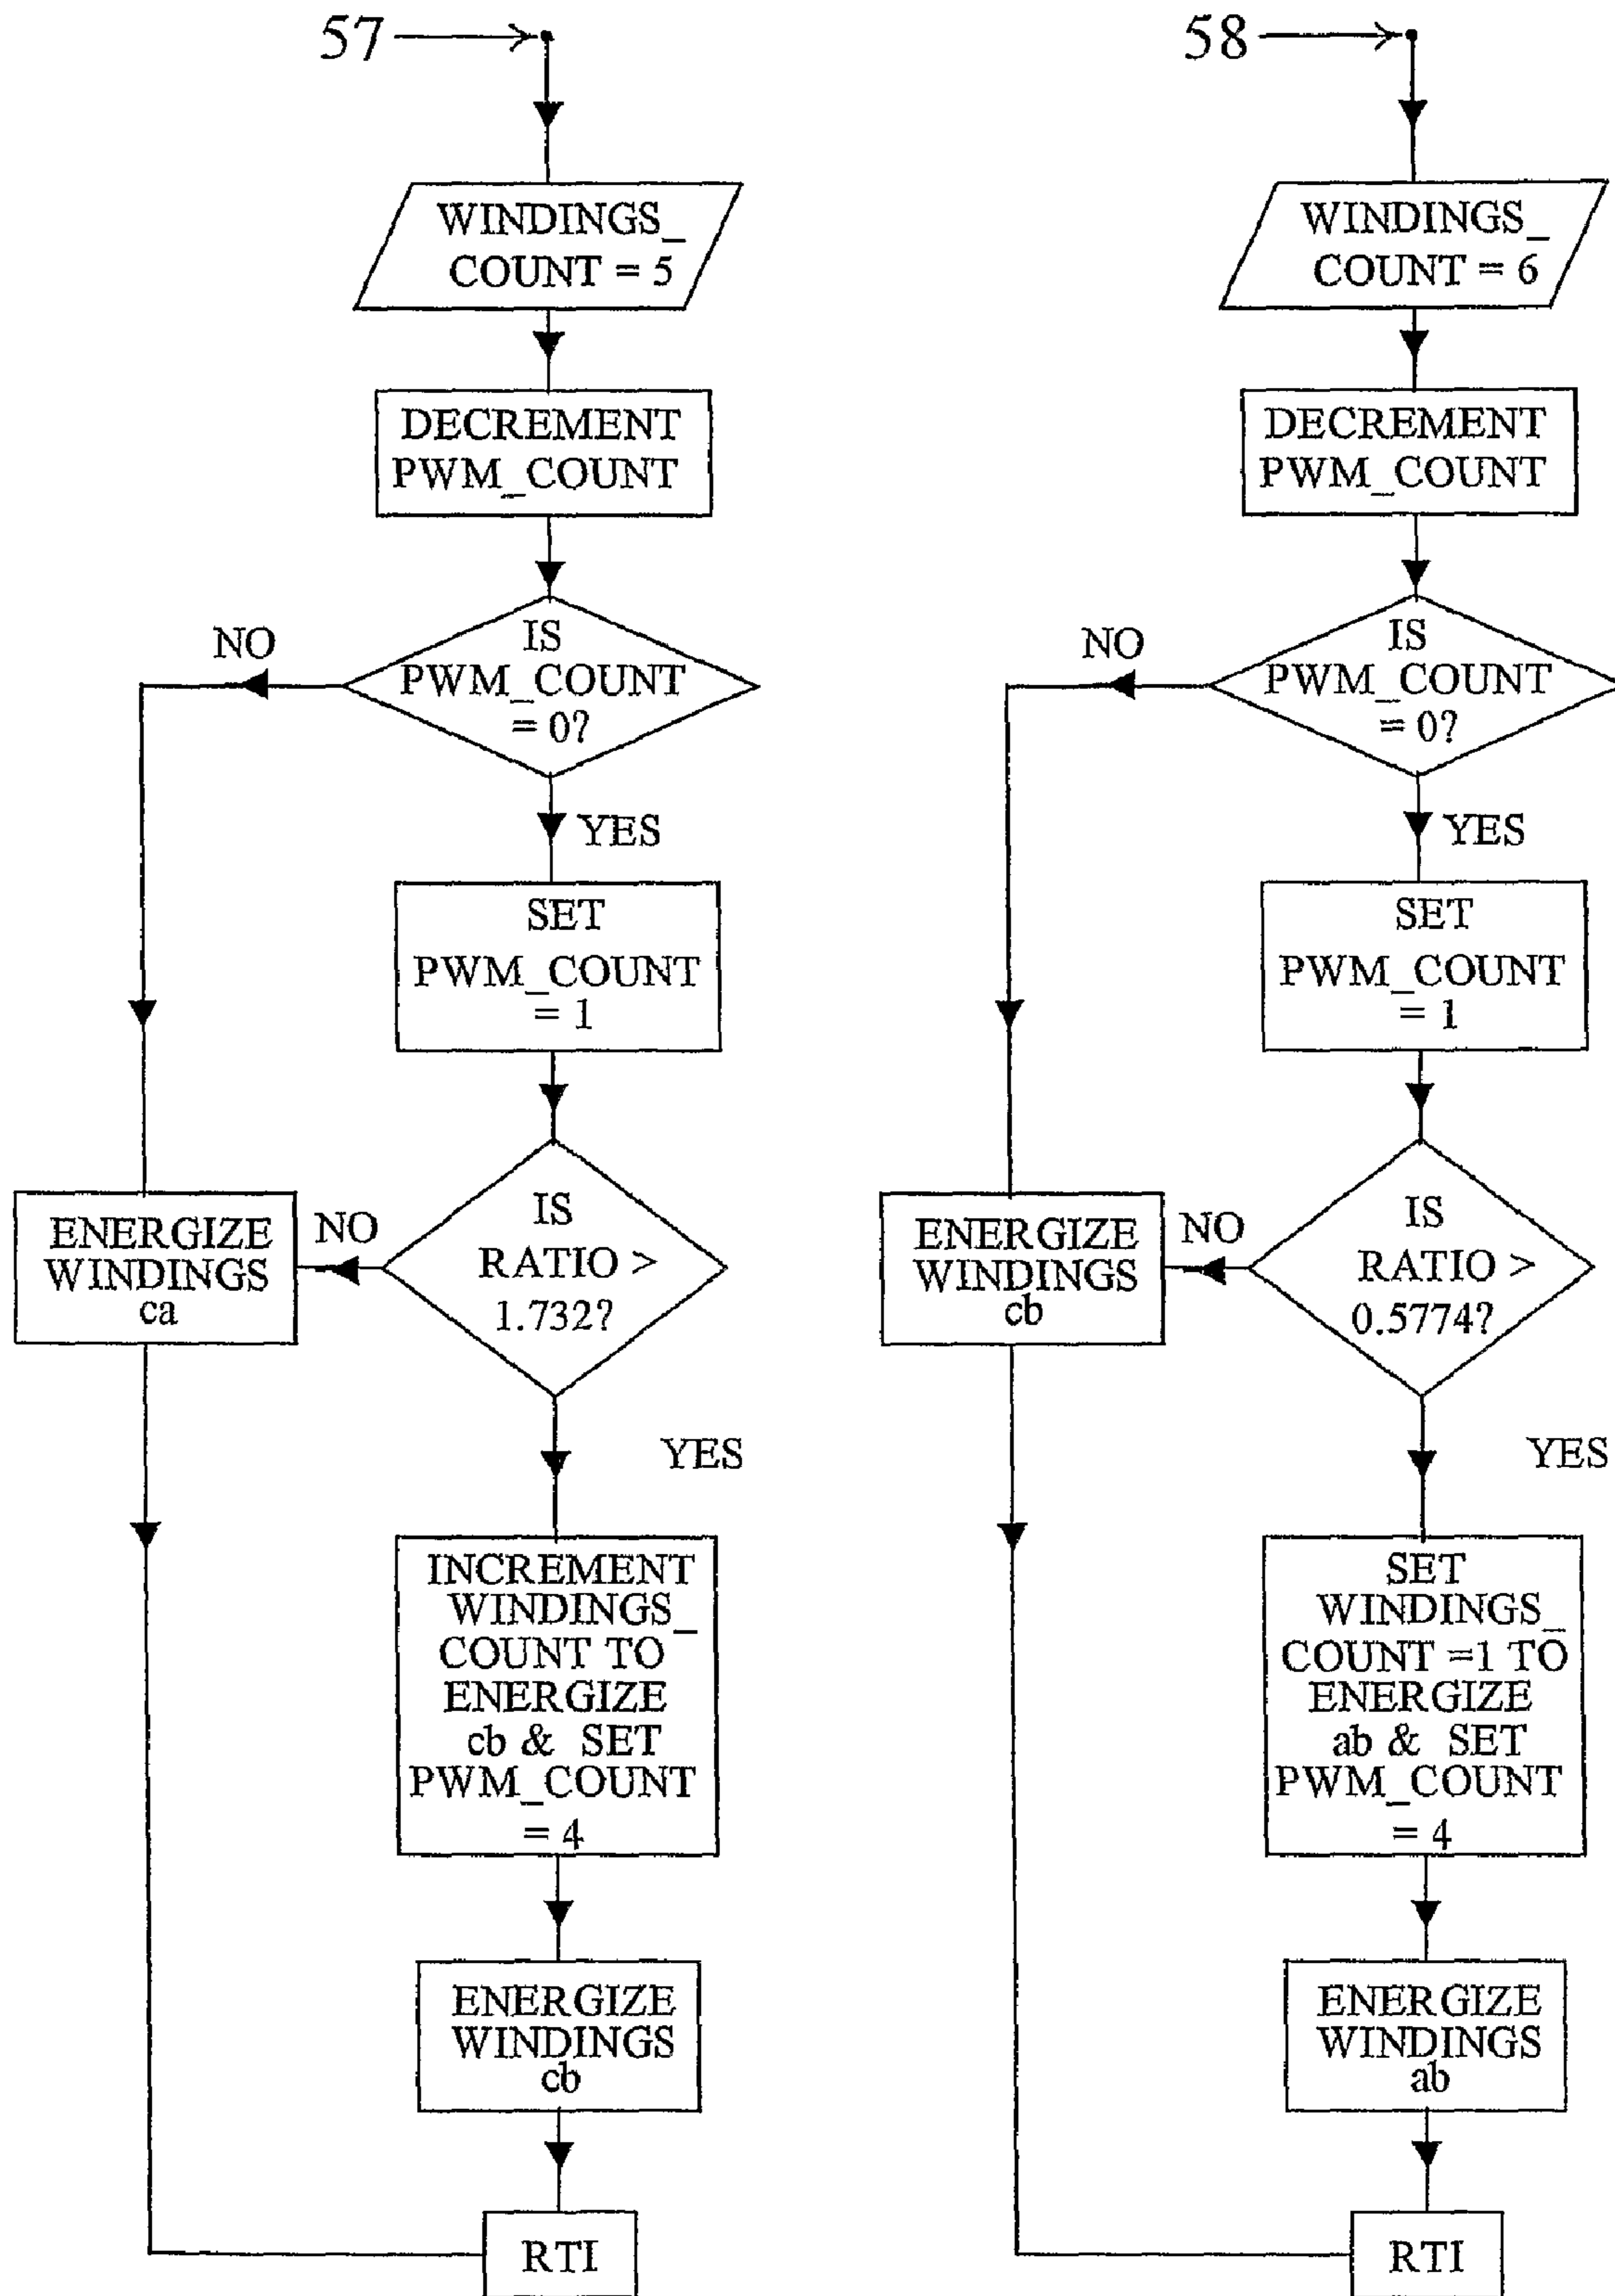 57
WINDINGS_
COUNT = 5
DECREMENT
PWM_COUNT
IS
PWM_COUNT
= 0?
NO
YES
SET
PWM_COUNT
= 1
IS
RATIO >
1.732?
NO
ENERGIZE
WINDINGS
ca
YES
INCREMENT
WINDINGS_
COUNT TO
ENERGIZE
cb & SET
PWM_COUNT
= 4
ENERGIZE
WINDINGS
cb
RTI
58
WINDINGS_
COUNT = 6
DECREMENT
PWM_COUNT
IS
PWM_COUNT
= 0?
NO
YES
SET
PWM_COUNT
= 1
IS
RATIO >
0.5774?
NO
ENERGIZE
WINDINGS
cb
YES
SET
WINDINGS_
COUNT =1 TO
ENERGIZE
ab & SET
PWM_COUNT
= 4
ENERGIZE
WINDINGS
ab
RTI